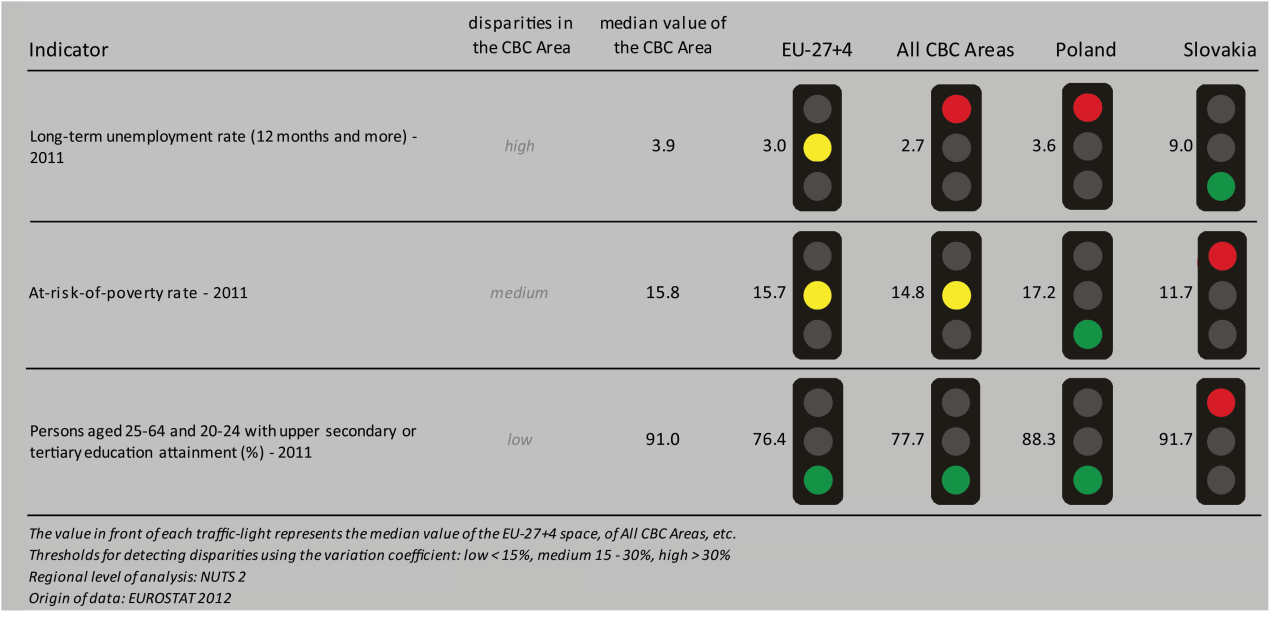 disparities in
the CBC Area
median value of
the CBC Area
Indicator
EU-27+4
All CBC Areas
Poland
Slovakia
Long-term unemployment rate (12 months and more) -
2011
high
3.9
3.0
2.7
3.6
9.0
At-risk-of-poverty rate - 2011
medium
15.8
15.7
14.8
17.2
11.7
Persons aged 25-64 and 20-24 with upper secondary or
tertiary education attainment (%) - 2011
low
91.0
76.4
77.7
88.3
91.7
The value in front of each traffic-light represents the median value of the EU-27+4 space, of All CBC Areas, etc.
Thresholds for detecting disparities using the variation coefficient: low < 15%, medium 15 - 30%, high > 30%
Regional level of analysis: NUTS 2
Origin of data: EUROSTAT 2012